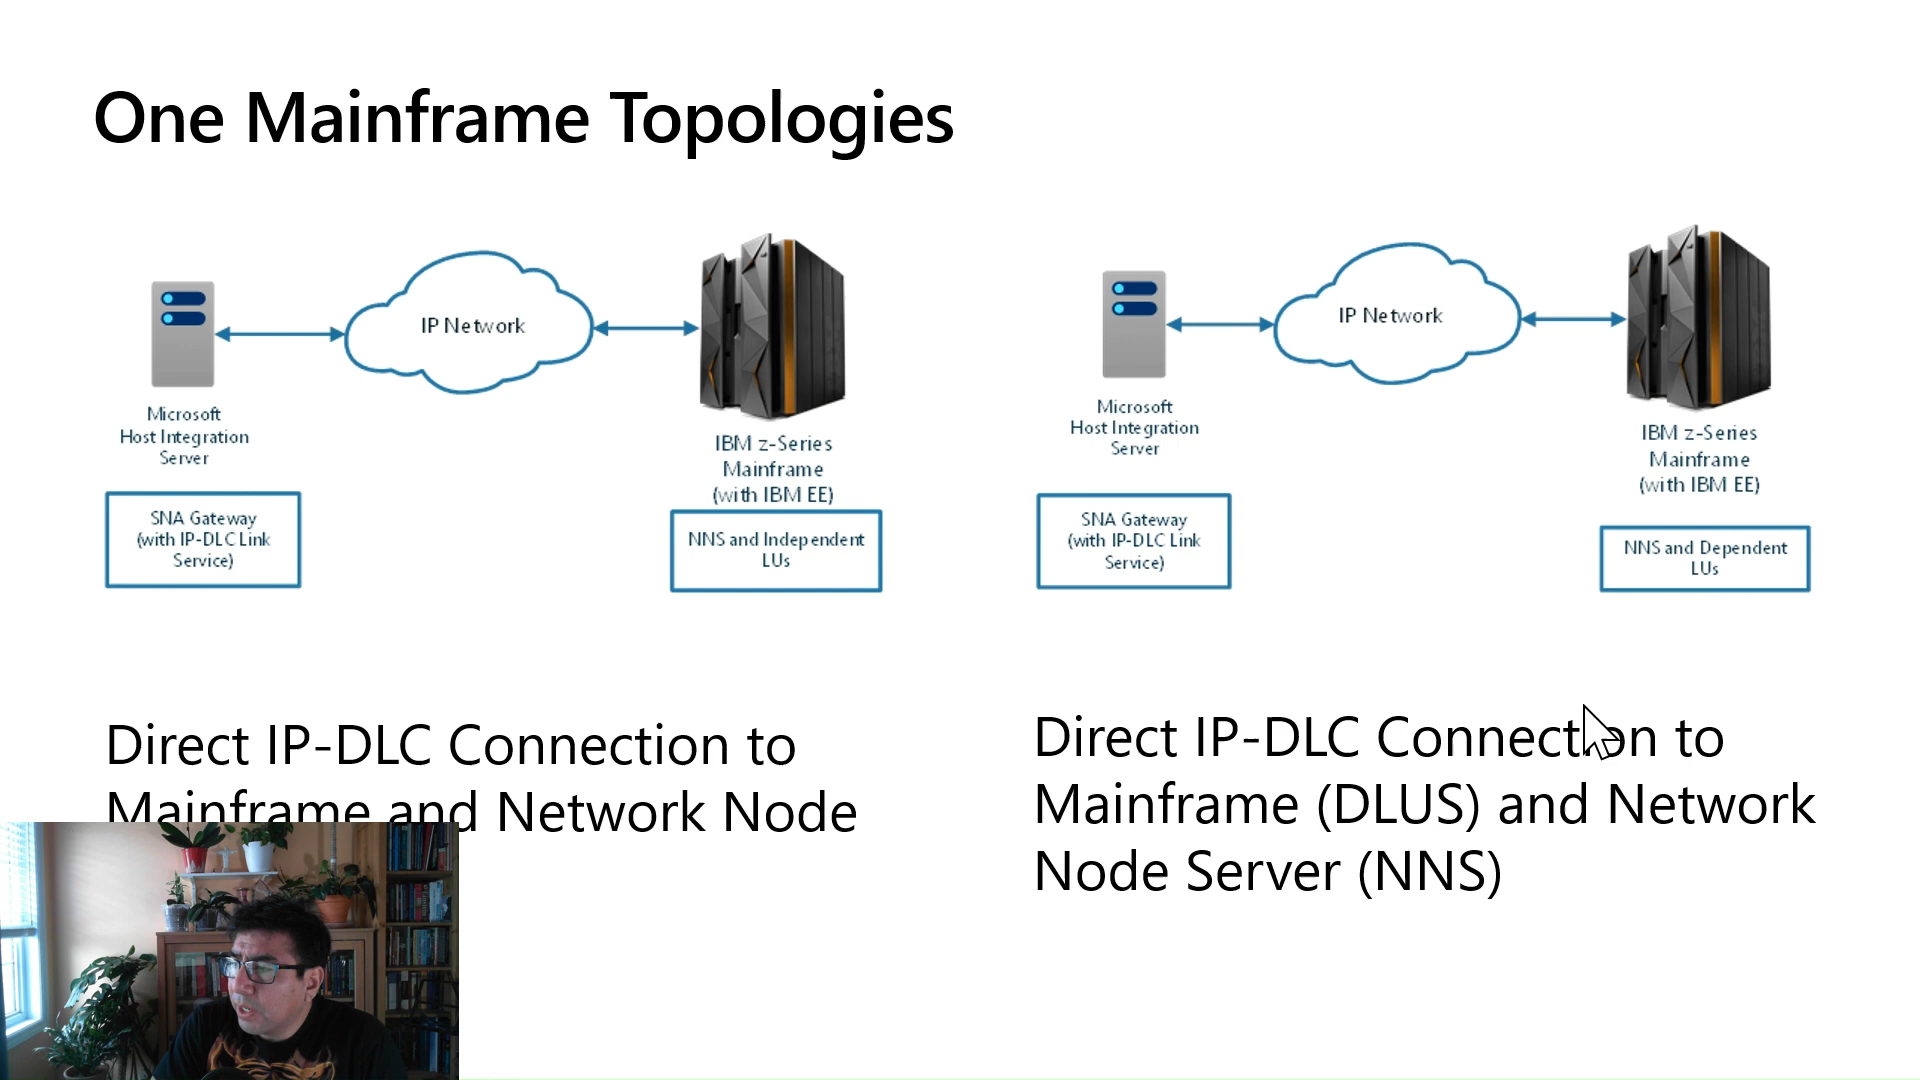 One Mainframe Topologies
IP Network
Microsoft
Host Integration
Server
IBM z-Series
Mainframe
(with IBM EE)
SNA Gateway
(with IP-DLC Link
Service)
NNS and Independent
LUs
Direct IP-DLC Connection to
Mainframe and Network Node
IP Network
Microsoft
Host Integration
Server
IBM z-Series
Mainframe
(with IBM EE)
SNA Gateway
(with IP-DLC Link
Service)
NNS and Dependent
LUs
Direct IP-DLC Connection to
Mainframe (DLUS) and Network
Node Server (NNS)